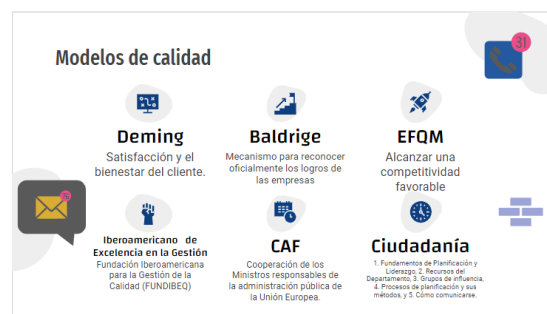 Modelos de calidad
31
Deming
Satisfacción y el
bienestar del cliente.
Baldrige
Mecanismo para reconocer
oficialmente los logros de
las empresas
EFQM
Alcanzar una
competitividad
favorable
Iberoamericano de
Excelencia en la Gestión
Fundación Iberoamericana
para la Gestión de la
Calidad (FUNDIBEQ)
CAF
Cooperación de los
Ministros responsables de
la administración pública de
la Unión Europea.
Ciudadanía
1. Fundamentos de Planificación y
Liderazgo, 2. Recursos del
Departamento, 3. Grupos de influencia,
4. Procesos de planificación y sus
métodos, y 5. Cómo comunicarse.